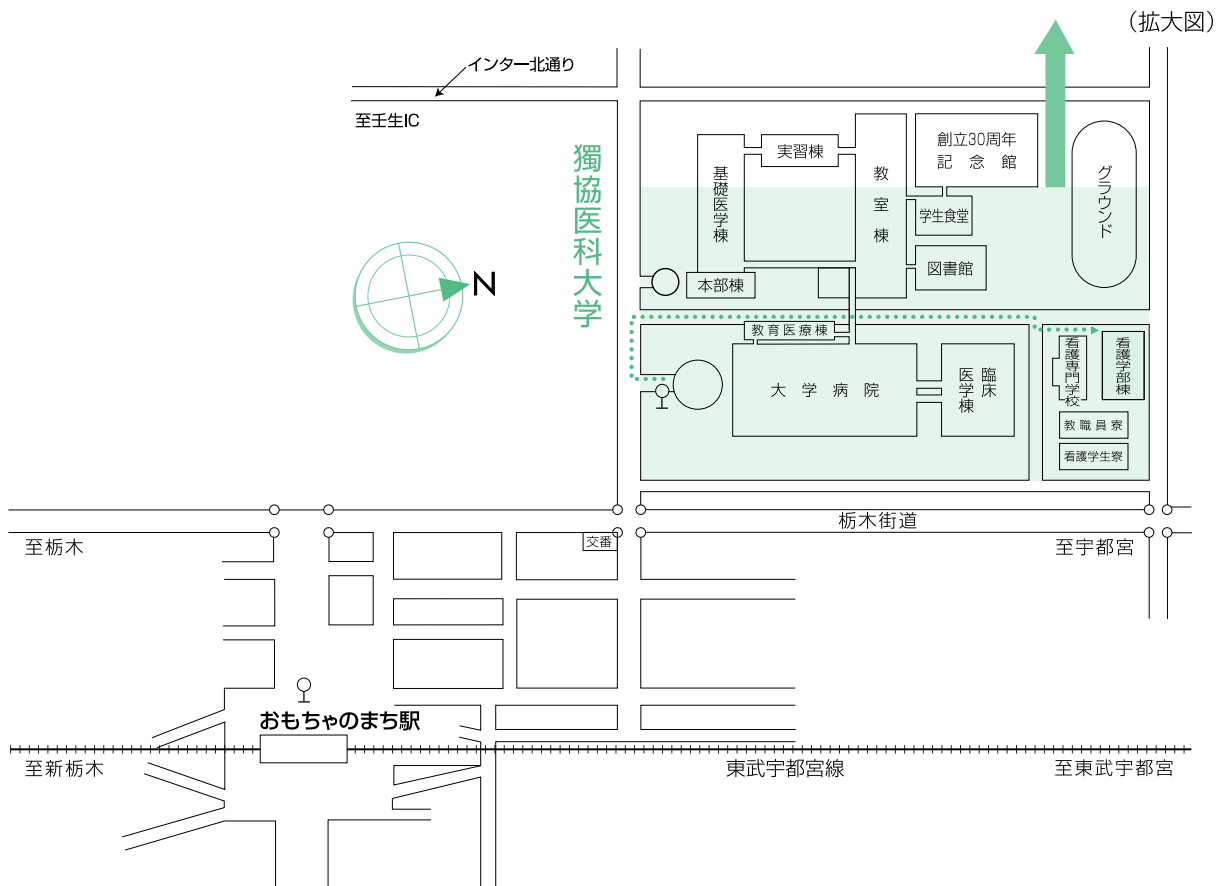 (拡大図)
インター北通り
至壬生IC
獨協医科大学
N
創立30周年
記念館
実習棟
教室棟
基礎医学棟
グラウンド
学生食堂
図書館
本部棟
教育医療棟
大学病院
臨床
医学棟
看護専門学校
看護学部棟
教職員寮
看護学生寮
栃木街道
至栃木
交番
至宇都宮
おもちゃのまち駅
至新栃木
東武宇都宮線
至東武宇都宮